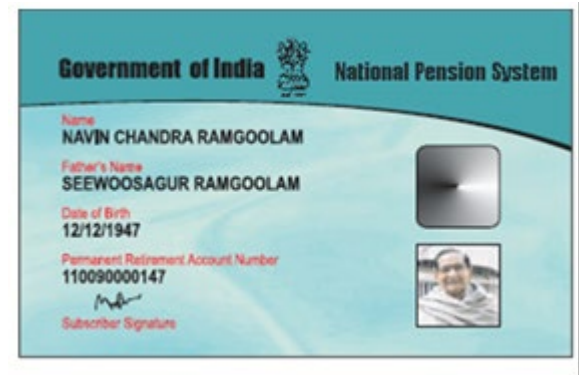 Government of India
National Pension System
Name
NAVIN CHANDRA RAMGOOLAM
Father's Name
SEEWOOSAGUR RAMGOOLAM
Date of Birth
12/12/1947
Permanent Retirement Account Number
110090000147
Subscriber Signature